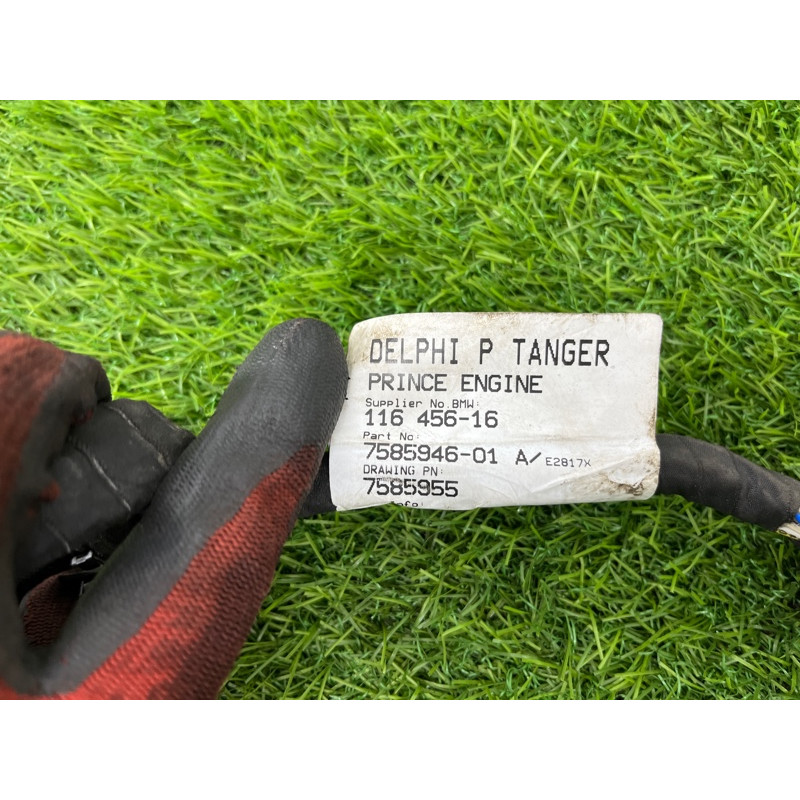 DELPHI P TANGER
PRINCE ENGINE
Supplier No.BMW:
116 456-16
Part No:
7585946-01 A/ E2817X
DRAWING PN:
7585955